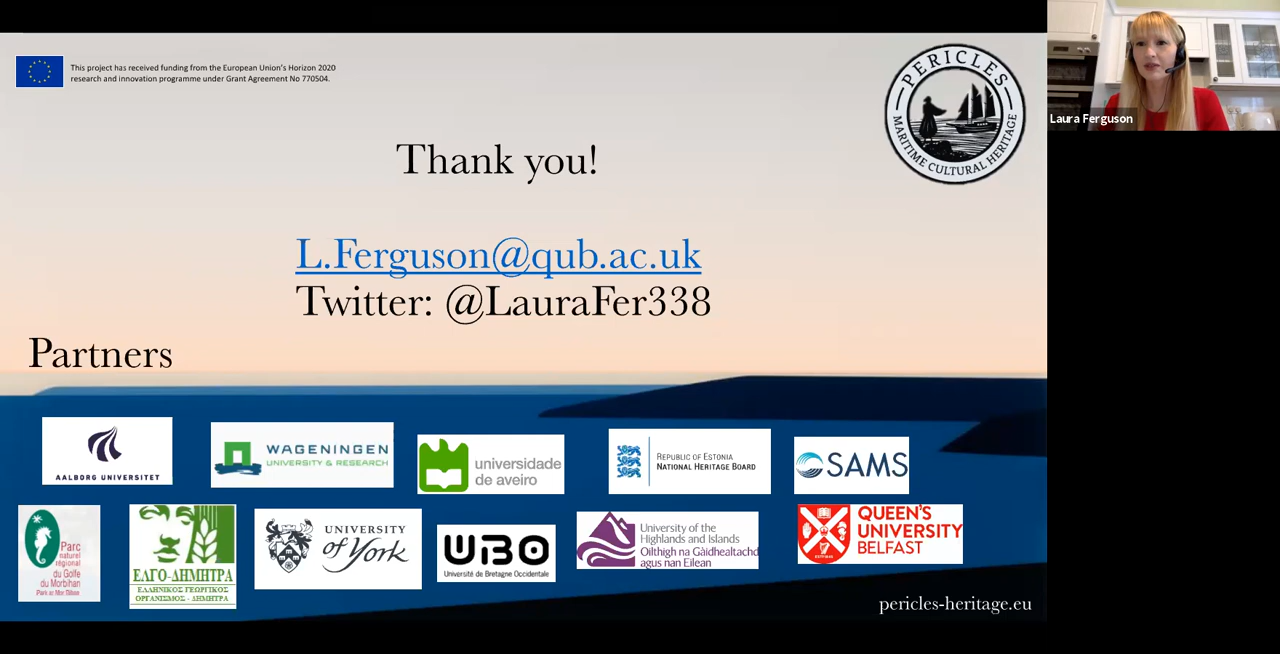 This project has received funding from the European Union's Horizon 2020
research and innovation programme under Grant Agreement No 770504.
PERICLES
MARITIME CULTURAL HERITAGE
Laura Ferguson
Thank you!
L.Ferguson@qub.ac.uk
Twitter: @LauraFer338
Partners
AALBORG UNIVERSITET
WAGENINGEN
UNIVERSITY & RESEARCH
universidade
de aveiro
REPUBLIC OF ESTONIA
NATIONAL HERITAGE BOARD
SAMS
Parc
naturel
régional
du Golfe
du Morbihan
Park ar Mor Bihan
ΕΛΓΟ-ΔΗΜΗΤΡΑ
ΕΛΛΗΝΙΚΟΣ ΓΕΩΡΓΙΚΟΣ
ΟΡΓΑΝΙΣΜΟΣ - ΔΗΜΗΤΡΑ
UNIVERSITY
of York
UBO
Université de Bretagne Occidentale
University of the
Highlands and Islands
Oilthigh na Gàidhealtachd
agus nan Eilean
QUEEN'S
UNIVERSITY
BELFAST
pericles-heritage.eu